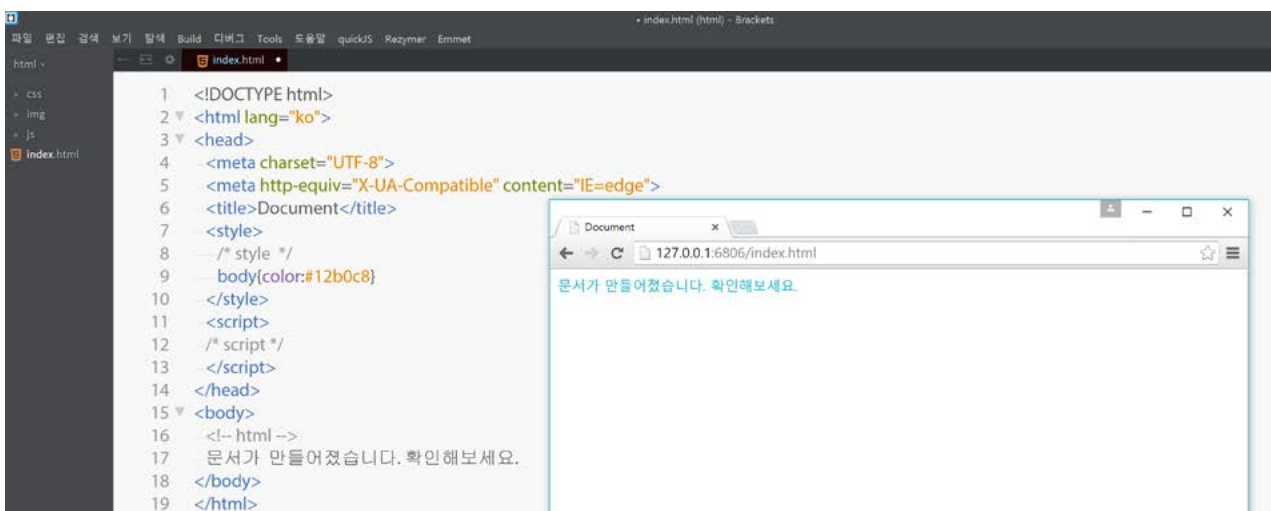 • index.html (html) - Brackets
파일 편집 검색 보기 탐색 Build 디버그 Tools 도움말 quickJS Rezymer Emmet
html
index.html •
css
img
js
index.html
1 <!DOCTYPE html>
2 <html lang="ko">
3 <head>
4 <meta charset="UTF-8">
5 <meta http-equiv="X-UA-Compatible" content="IE=edge">
6 <title>Document</title>
7 <style>
8 /* style */
9 body{color:#12b0c8}
10 </style>
11 <script>
12 /* script */
13 </script>
14 </head>
15 <body>
16 <!-- html -->
17 문서가 만들어졌습니다. 확인해보세요.
18 </body>
19 </html>
Document
127.0.0.1:6806/index.html
문서가 만들어졌습니다. 확인해보세요.